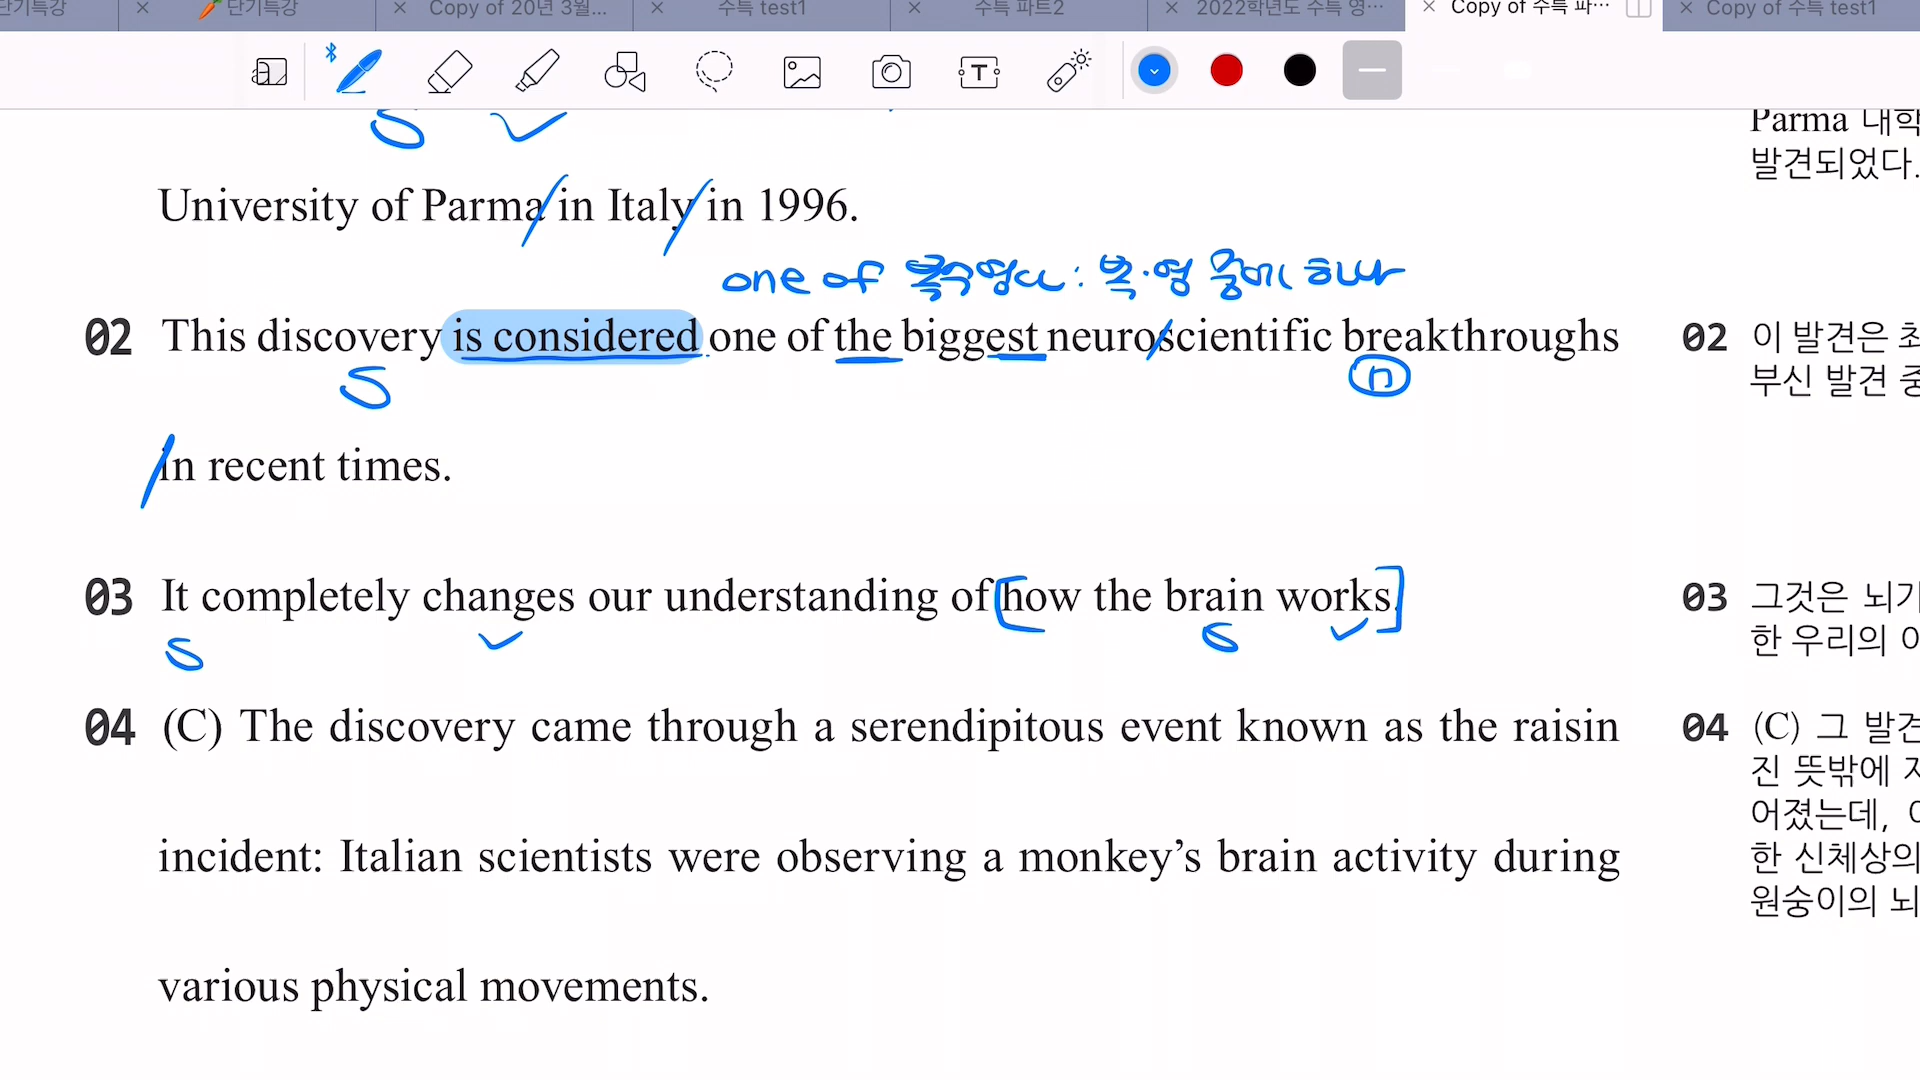 단기특강
× 🥕단기특강
× Copy of 20년 3월...
× 수특 test1
× 수특 파트2
× 2022학년도 수특 영...
× Copy of 수특 파...
× Copy of 수특 test1
T
S
Parma 대학
발견되었다.
University of Parma in Italy in 1996.
one of 복수명사 : 복·명 중에 하나
02 This discovery is considered one of the biggest neuroscientific breakthroughs
S n
in recent times.
02 이 발견은 최
부신 발견 중
03 It completely changes our understanding of [how the brain works.]
S S
03 그것은 뇌가
한 우리의 이
04 (C) The discovery came through a serendipitous event known as the raisin
incident: Italian scientists were observing a monkey’s brain activity during
various physical movements.
04 (C) 그 발견
진 뜻밖에
어졌는데,
한 신체상의
원숭이의 뇌